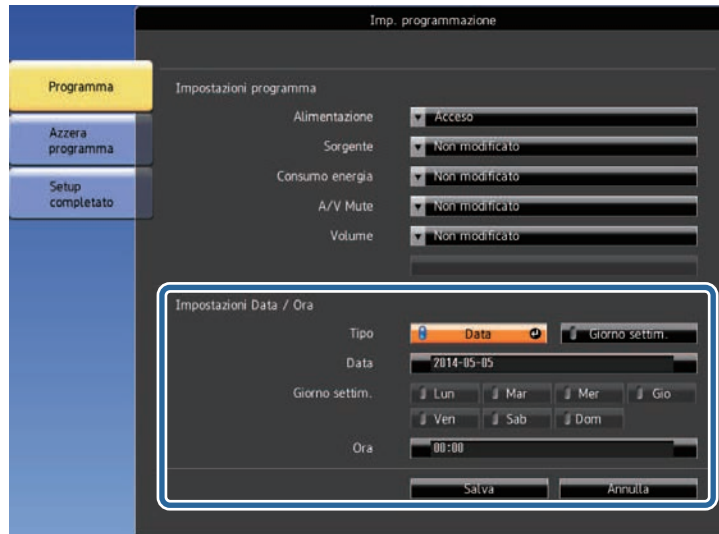 Imp. programmazione
Programma
Azzera
programma
Setup
completato
Impostazioni programma
Alimentazione Acceso
Sorgente Non modificato
Consumo energia Non modificato
A/V Mute Non modificato
Volume Non modificato
Impostazioni Data / Ora
Tipo Data Giorno settim.
Data 2014-05-05
Giorno settim. Lun Mar Mer Gio
Ven Sab Dom
Ora 00:00
Salva Annulla